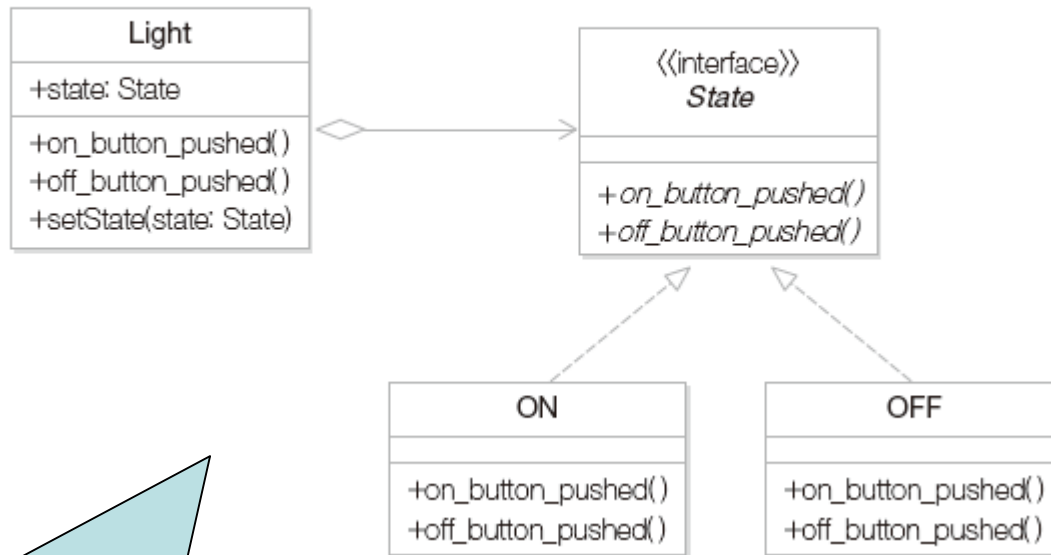 Light
+state: State
+on_button_pushed()
+off_button_pushed()
+setState(state: State)
《interface》
State
+on_button_pushed()
+off_button_pushed()
ON
+on_button_pushed()
+off_button_pushed()
OFF
+on_button_pushed()
+off_button_pushed()